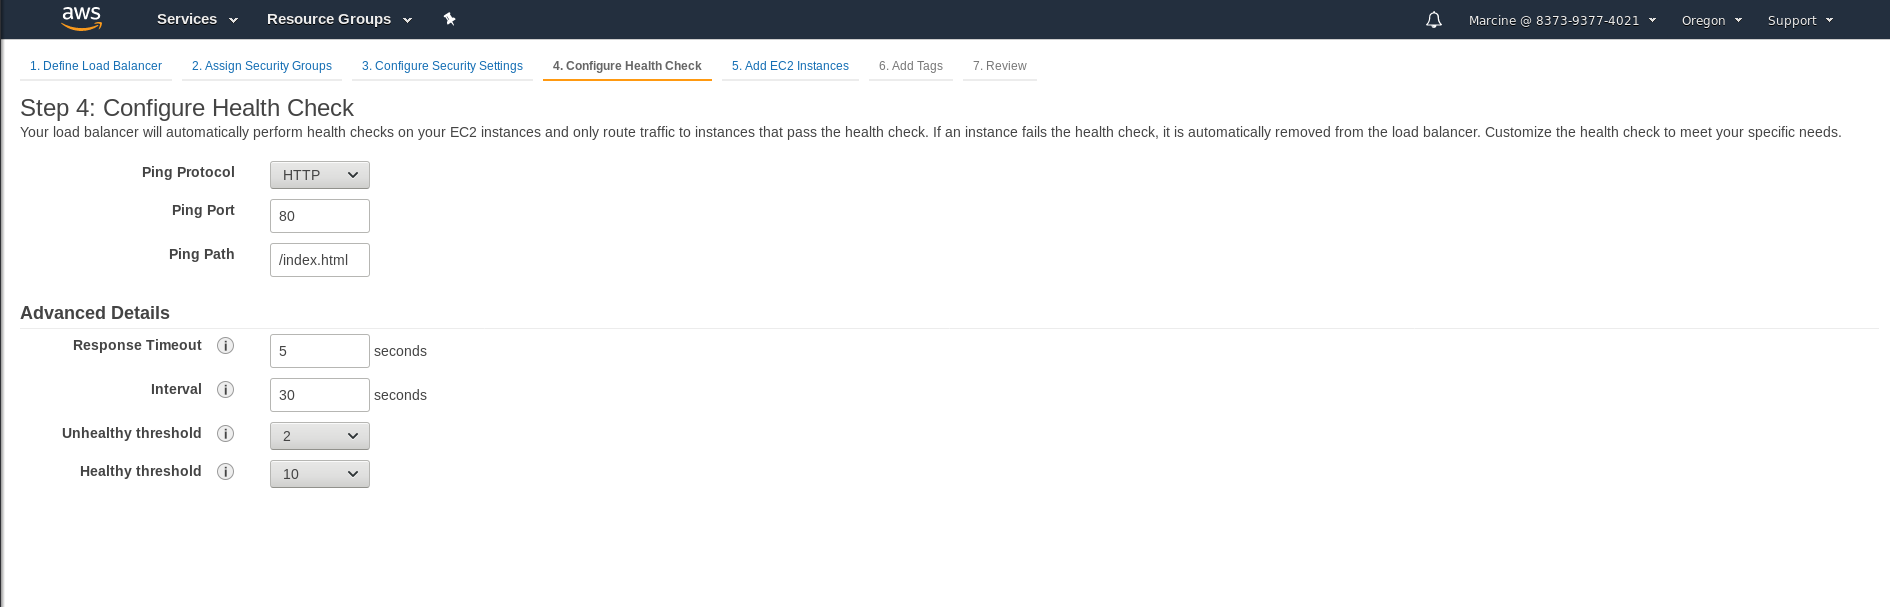 aws Services Resource Groups Marcine @ 8373-9377-4021 Oregon Support
1. Define Load Balancer 2. Assign Security Groups 3. Configure Security Settings 4. Configure Health Check 5. Add EC2 Instances 6. Add Tags 7. Review
Step 4: Configure Health Check
Your load balancer will automatically perform health checks on your EC2 instances and only route traffic to instances that pass the health check. If an instance fails the health check, it is automatically removed from the load balancer. Customize the health check to meet your specific needs.
Ping Protocol HTTP
Ping Port 80
Ping Path /index.html
Advanced Details
Response Timeout i 5 seconds
Interval i 30 seconds
Unhealthy threshold i 2
Healthy threshold i 10